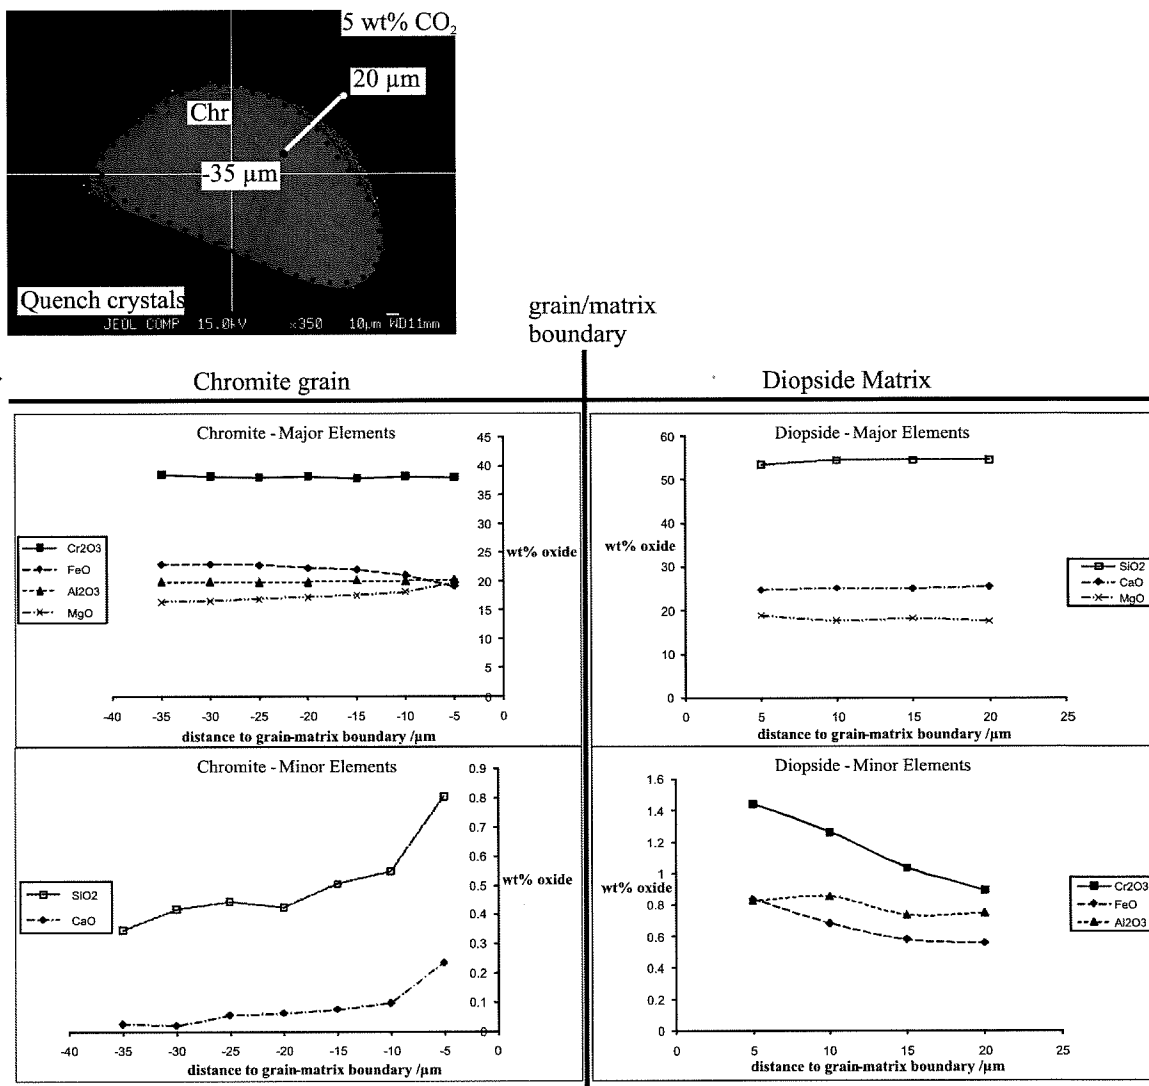 5 wt% CO₂
20 µm
Chr
-35 µm
Quench crystals
JEOL COMP 15.0kV x350 10µm WD11mm
grain/matrix
boundary
Chromite grain
Diopside Matrix
Chromite - Major Elements
45
40
35
30
25
20
15
10
5
0
wt% oxide
Cr2O3
FeO
Al2O3
MgO
-40 -35 -30 -25 -20 -15 -10 -5 0
distance to grain-matrix boundary /µm
Diopside - Major Elements
60
50
40
30
20
10
0
wt% oxide
SiO2
CaO
MgO
0 5 10 15 20 25
distance to grain-matrix boundary /µm
Chromite - Minor Elements
0.9
0.8
0.7
0.6
0.5
0.4
0.3
0.2
0.1
0
wt% oxide
SiO2
CaO
-40 -35 -30 -25 -20 -15 -10 -5 0
distance to grain-matrix boundary /µm
Diopside - Minor Elements
1.6
1.4
1.2
1
0.8
0.6
0.4
0.2
0
wt% oxide
Cr2O3
FeO
Al2O3
0 5 10 15 20 25
distance to grain-matrix boundary /µm